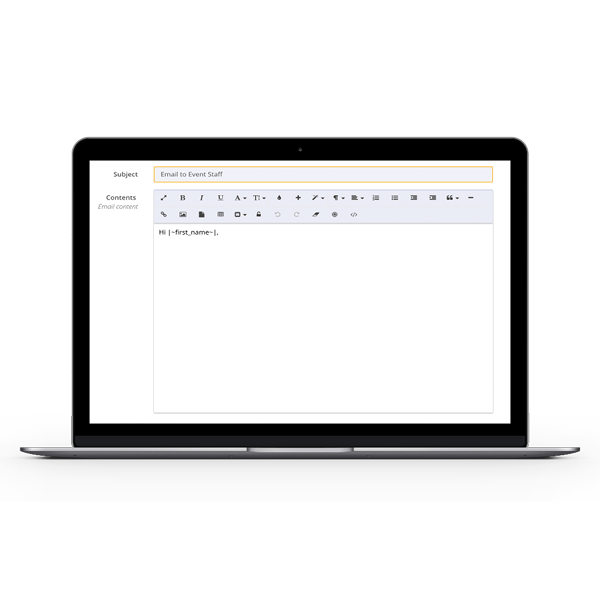 Subject
Email to Event Staff
Contents
Email content
Hi |~first_name~|,